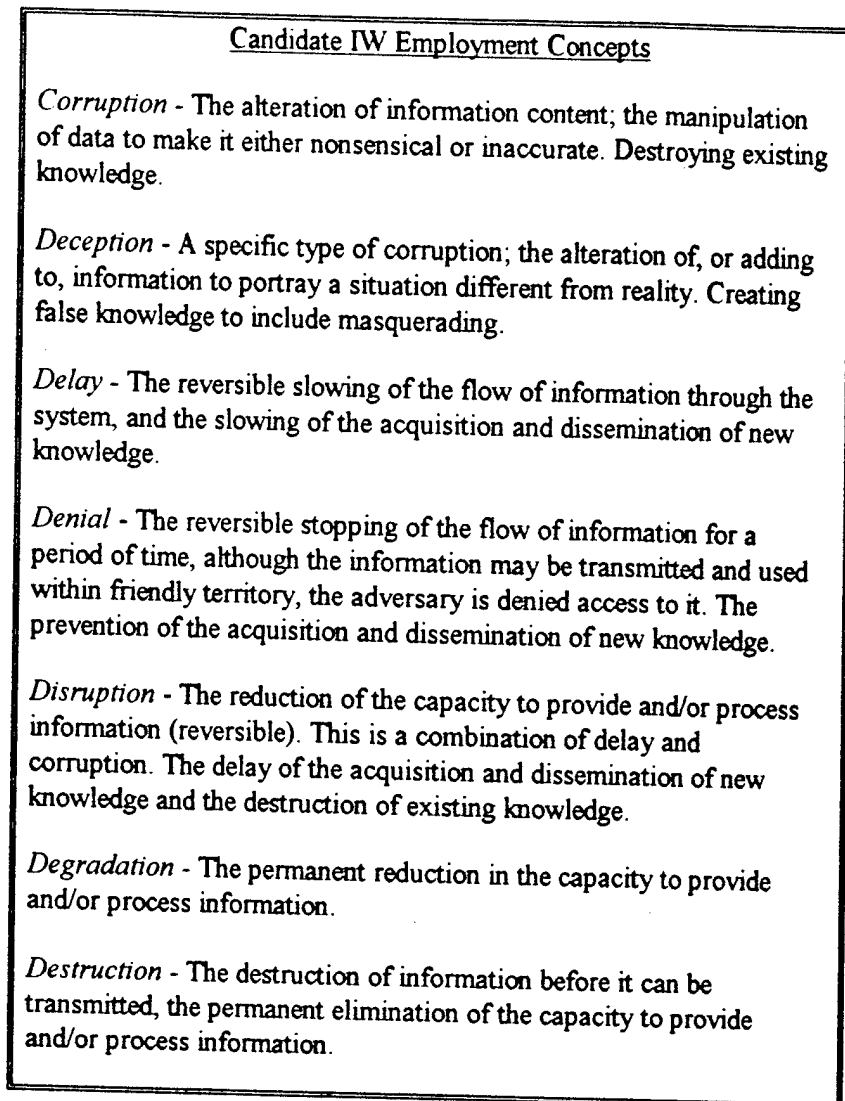 Candidate IW Employment Concepts
Corruption - The alteration of information content; the manipulation
of data to make it either nonsensical or inaccurate. Destroying existing
knowledge.
Deception - A specific type of corruption; the alteration of, or adding
to, information to portray a situation different from reality. Creating
false knowledge to include masquerading.
Delay - The reversible slowing of the flow of information through the
system, and the slowing of the acquisition and dissemination of new
knowledge.
Denial - The reversible stopping of the flow of information for a
period of time, although the information may be transmitted and used
within friendly territory, the adversary is denied access to it. The
prevention of the acquisition and dissemination of new knowledge.
Disruption - The reduction of the capacity to provide and/or process
information (reversible). This is a combination of delay and
corruption. The delay of the acquisition and dissemination of new
knowledge and the destruction of existing knowledge.
Degradation - The permanent reduction in the capacity to provide
and/or process information.
Destruction - The destruction of information before it can be
transmitted, the permanent elimination of the capacity to provide
and/or process information.